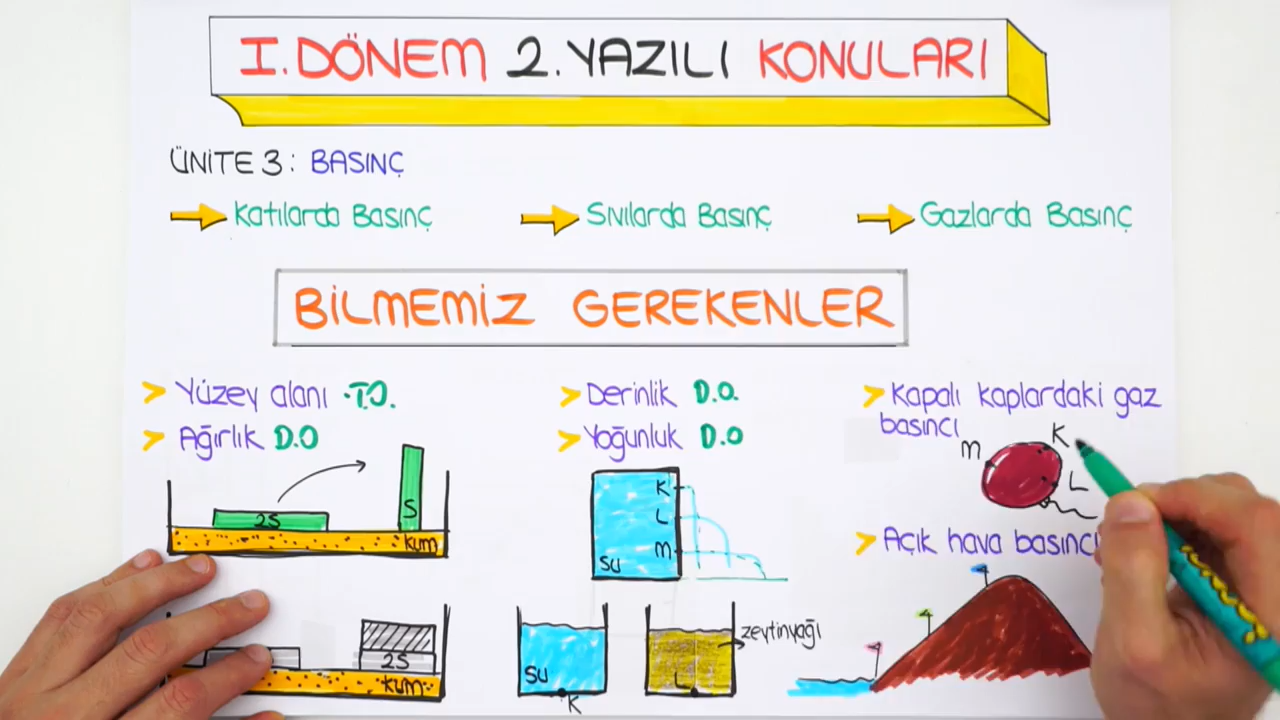 I. DÖNEM 2. YAZILI KONULARI
ÜNİTE 3: BASINÇ
Katılarda Basınç
Sıvılarda Basınç
Gazlarda Basınç
BİLMEMİZ GEREKENLER
Yüzey alanı T.O.
Ağırlık D.O
2S
S
kum
2S
kum
Derinlik D.O.
Yoğunluk D.O
K
L
M
SU
SU
K
zeytinyağı
L
Kapalı kaplardaki gaz
basıncı
M
K
L
Açık hava basıncı